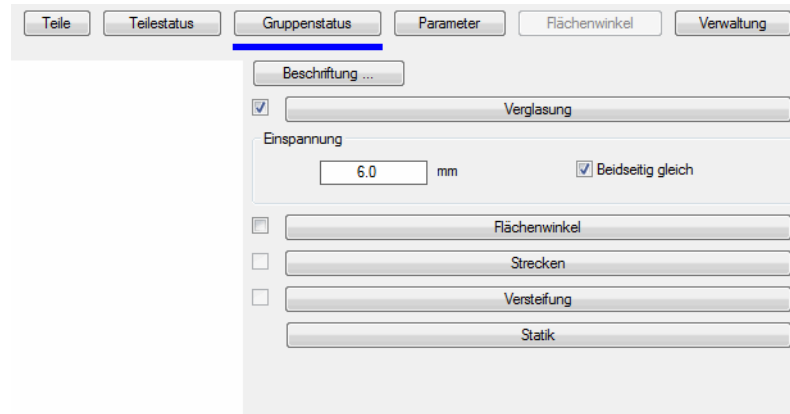 Teile Teilestatus Gruppenstatus Parameter Flächenwinkel Verwaltung
Beschriftung ...
Verglasung
Einspannung
6.0 mm Beidseitig gleich
Flächenwinkel
Strecken
Versteifung
Statik